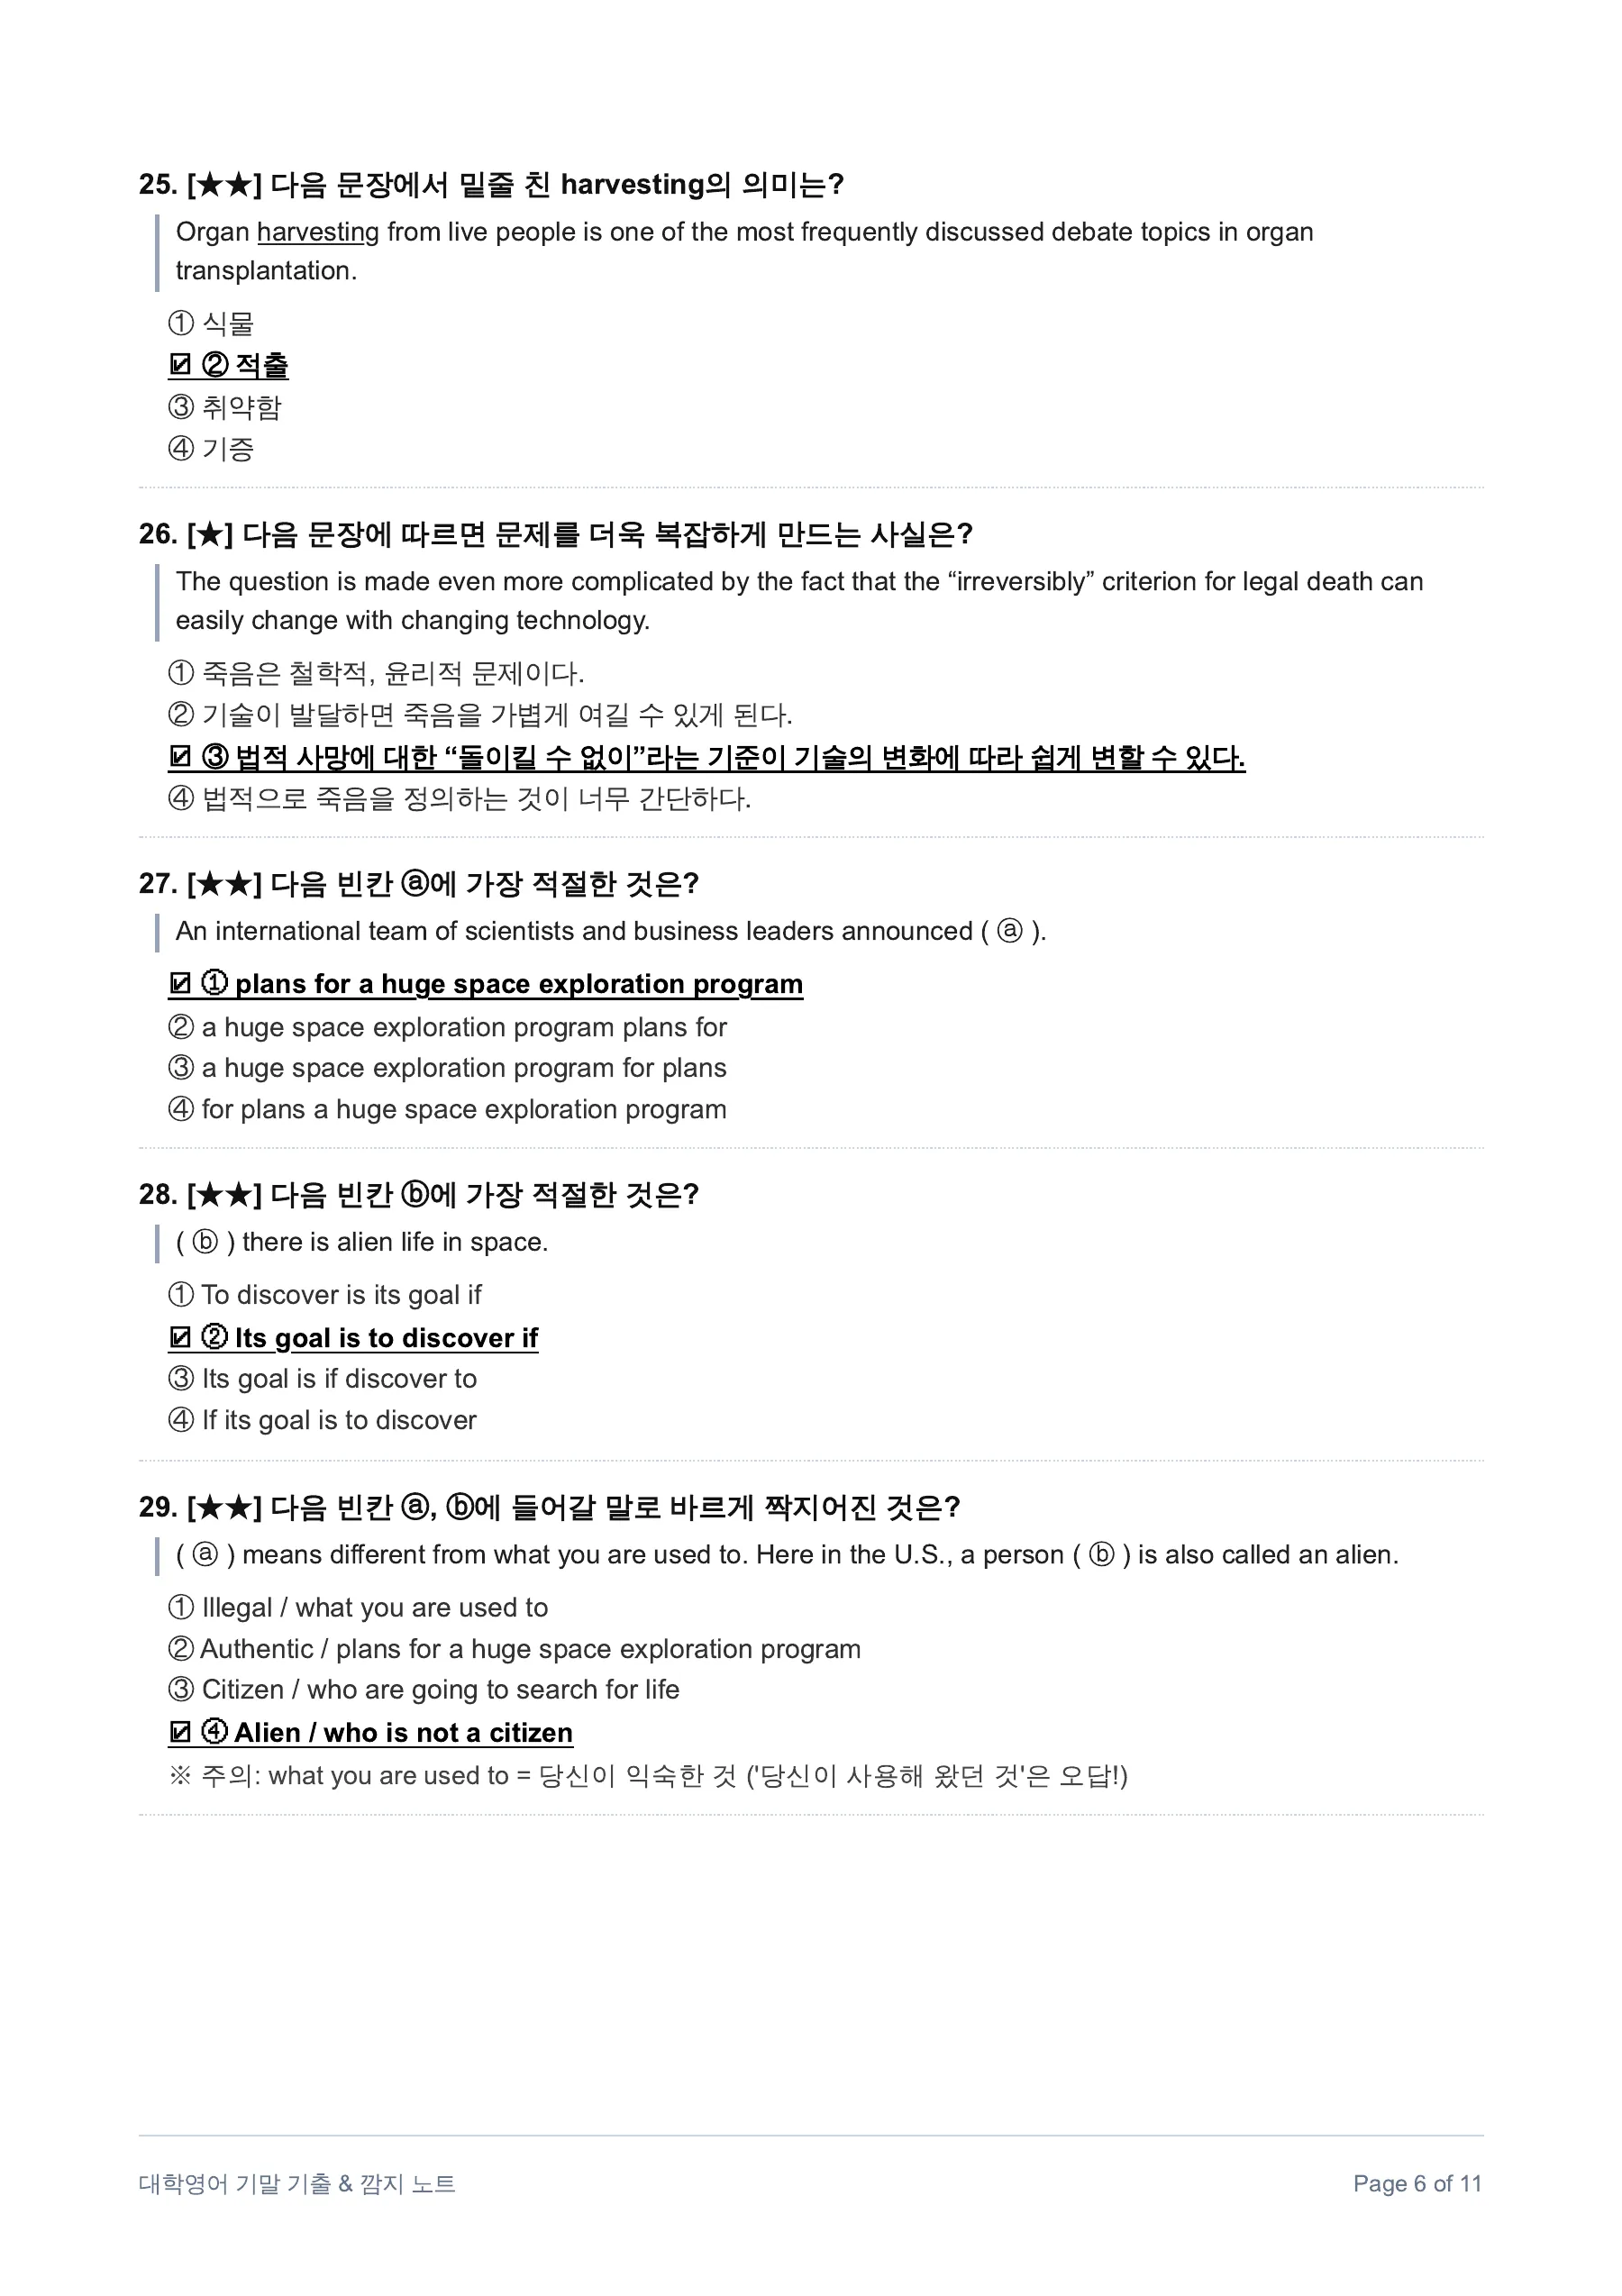 25. [★★] 다음 문장에서 밑줄 친 harvesting의 의미는?
Organ harvesting from live people is one of the most frequently discussed debate topics in organ
transplantation.
① 식물
☑ ② 적출
③ 취약함
④ 기증
26. [★] 다음 문장에 따르면 문제를 더욱 복잡하게 만드는 사실은?
The question is made even more complicated by the fact that the “irreversibly” criterion for legal death can
easily change with changing technology.
① 죽음은 철학적, 윤리적 문제이다.
② 기술이 발달하면 죽음을 가볍게 여길 수 있게 된다.
☑ ③ 법적 사망에 대한 “돌이킬 수 없이”라는 기준이 기술의 변화에 따라 쉽게 변할 수 있다.
④ 법적으로 죽음을 정의하는 것이 너무 간단하다.
27. [★★] 다음 빈칸 ⓐ에 가장 적절한 것은?
An international team of scientists and business leaders announced ( ⓐ ).
☑ ① plans for a huge space exploration program
② a huge space exploration program plans for
③ a huge space exploration program for plans
④ for plans a huge space exploration program
28. [★★] 다음 빈칸 ⓑ에 가장 적절한 것은?
( ⓑ ) there is alien life in space.
① To discover is its goal if
☑ ② Its goal is to discover if
③ Its goal is if discover to
④ If its goal is to discover
29. [★★] 다음 빈칸 ⓐ, ⓑ에 들어갈 말로 바르게 짝지어진 것은?
( ⓐ ) means different from what you are used to. Here in the U.S., a person ( ⓑ ) is also called an alien.
① Illegal / what you are used to
② Authentic / plans for a huge space exploration program
③ Citizen / who are going to search for life
☑ ④ Alien / who is not a citizen
※ 주의: what you are used to = 당신이 익숙한 것 ('당신이 사용해 왔던 것'은 오답!)
대학영어 기말 기출 & 깜지 노트
Page 6 of 11